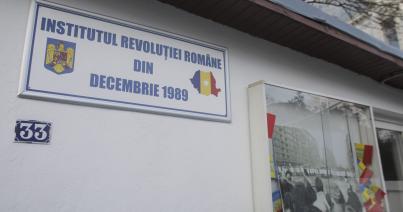 INSTITUTUL REVOLUȚIEI ROMÂNE
DIN
DECEMBRIE 1989
33